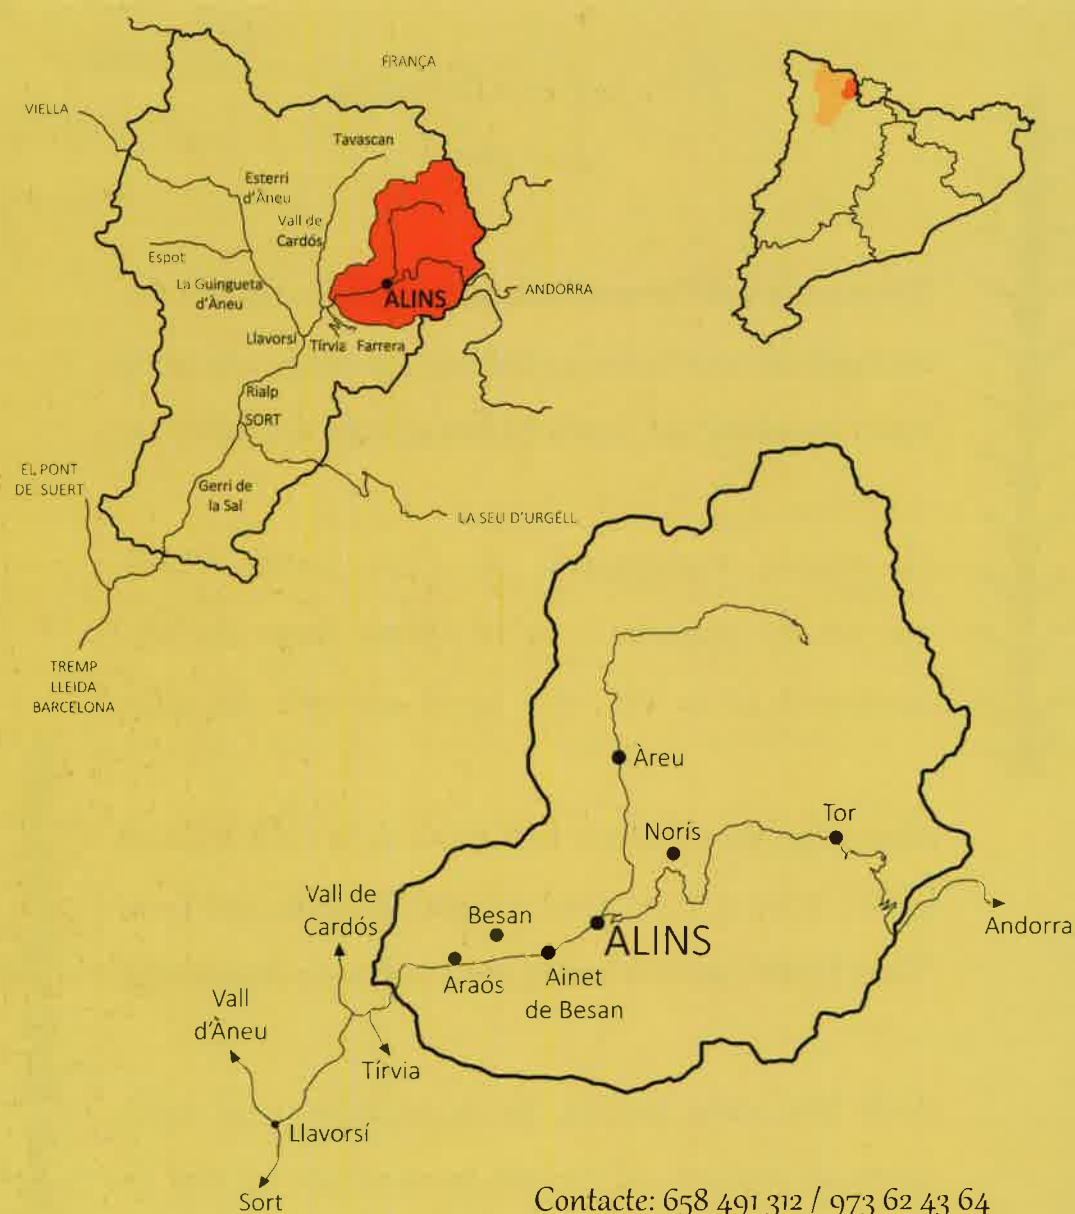 FRANÇA
VIELLA
Tavascan
Esterri
d'Àneu
Vall de
Cardós
Espot
La Guingueta
d'Àneu
ALINS
ANDORRA
Llavorsí
Tírvia
Farrera
Rialp
SORT
EL PONT
DE SUERT
Gerri de
la Sal
LA SEU D'URGELL
TREMP
LLEIDA
BARCELONA
Àreu
Tor
Norís
Vall de
Cardós
Besan
ALINS
Andorra
Araós
Ainet
de Besan
Vall
d'Àneu
Tírvia
Llavorsí
Sort
Contacte: 658 491 312 / 973 62 43 64